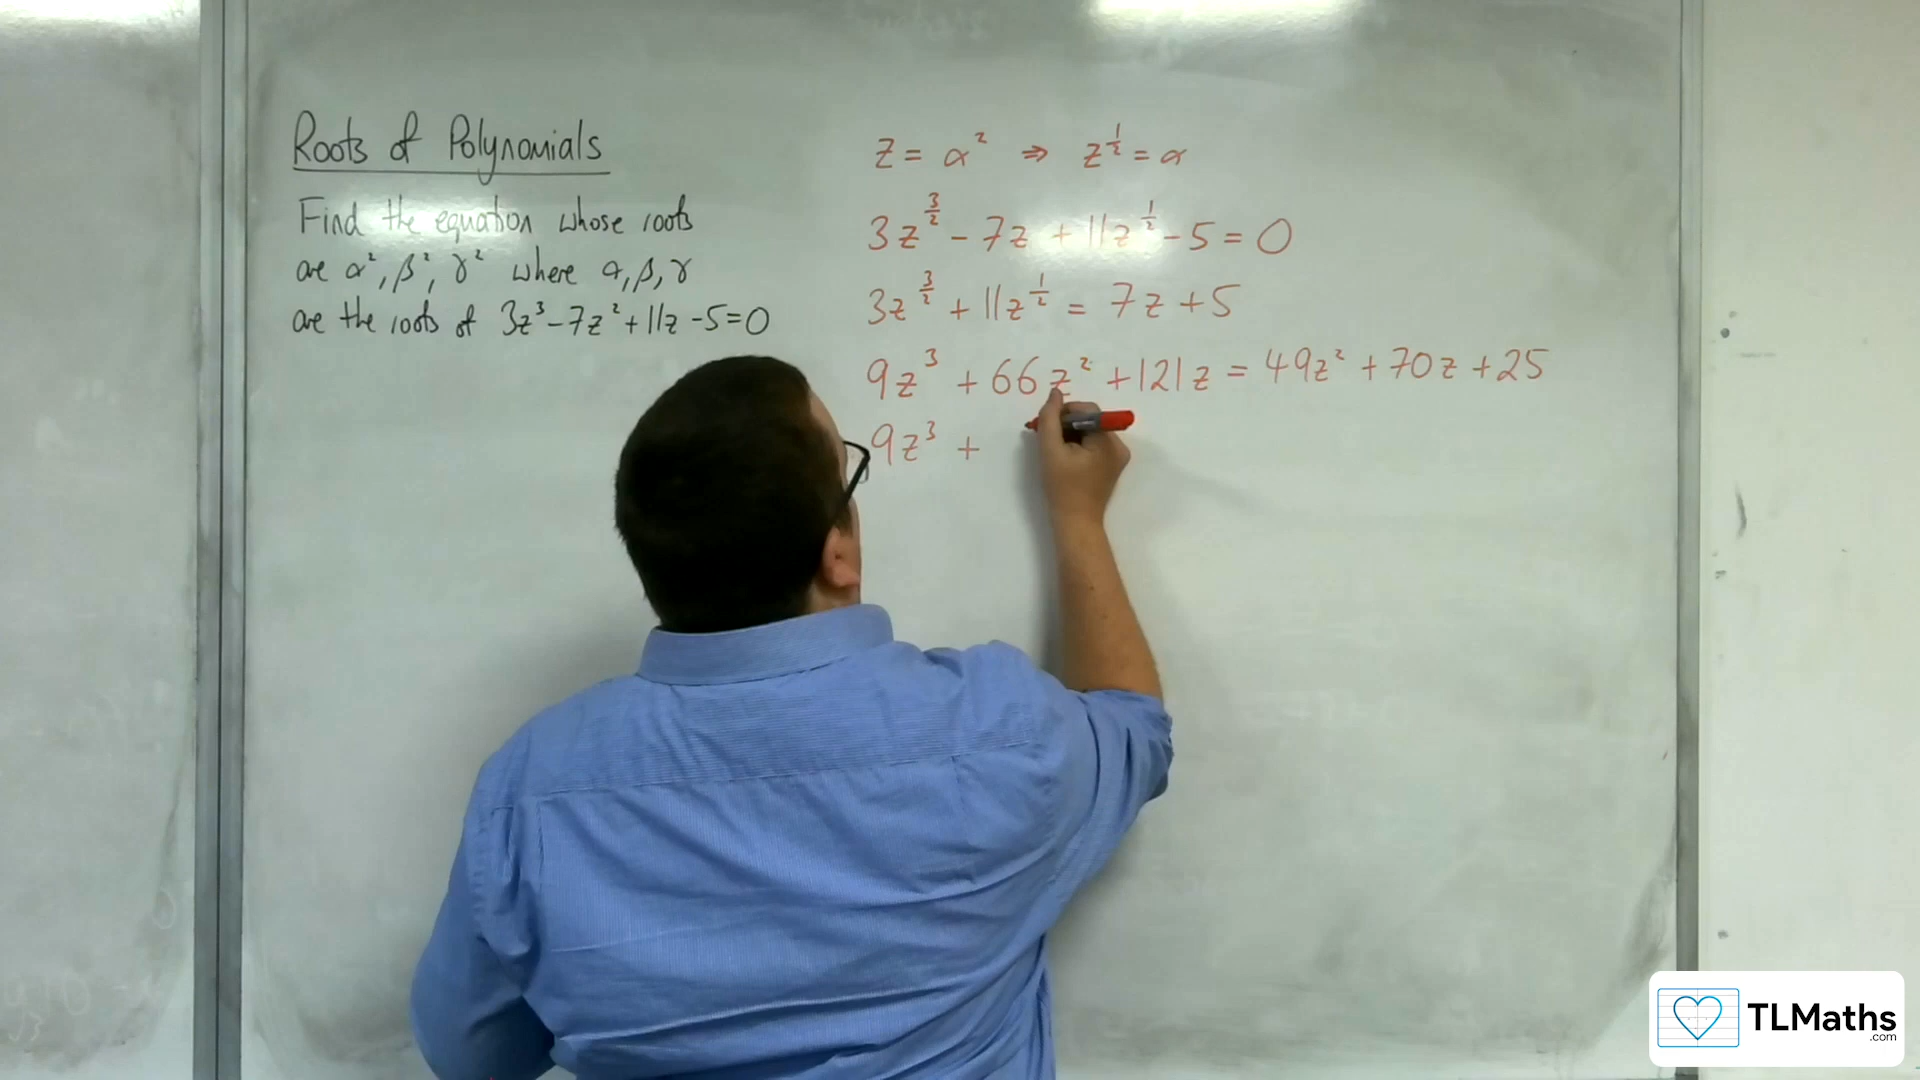 Roots of Polynomials
Find the equation whose roots
are α², β², γ² where α, β, γ
are the roots of 3z³-7z²+11z-5=0
z = α² ⇒ z^½ = α
3z^(3/2) - 7z + 11z^(1/2) - 5 = 0
3z^(3/2) + 11z^(1/2) = 7z + 5
9z³ + 66z² + 121z = 49z² + 70z + 25
9z³ +
TLMaths
.com